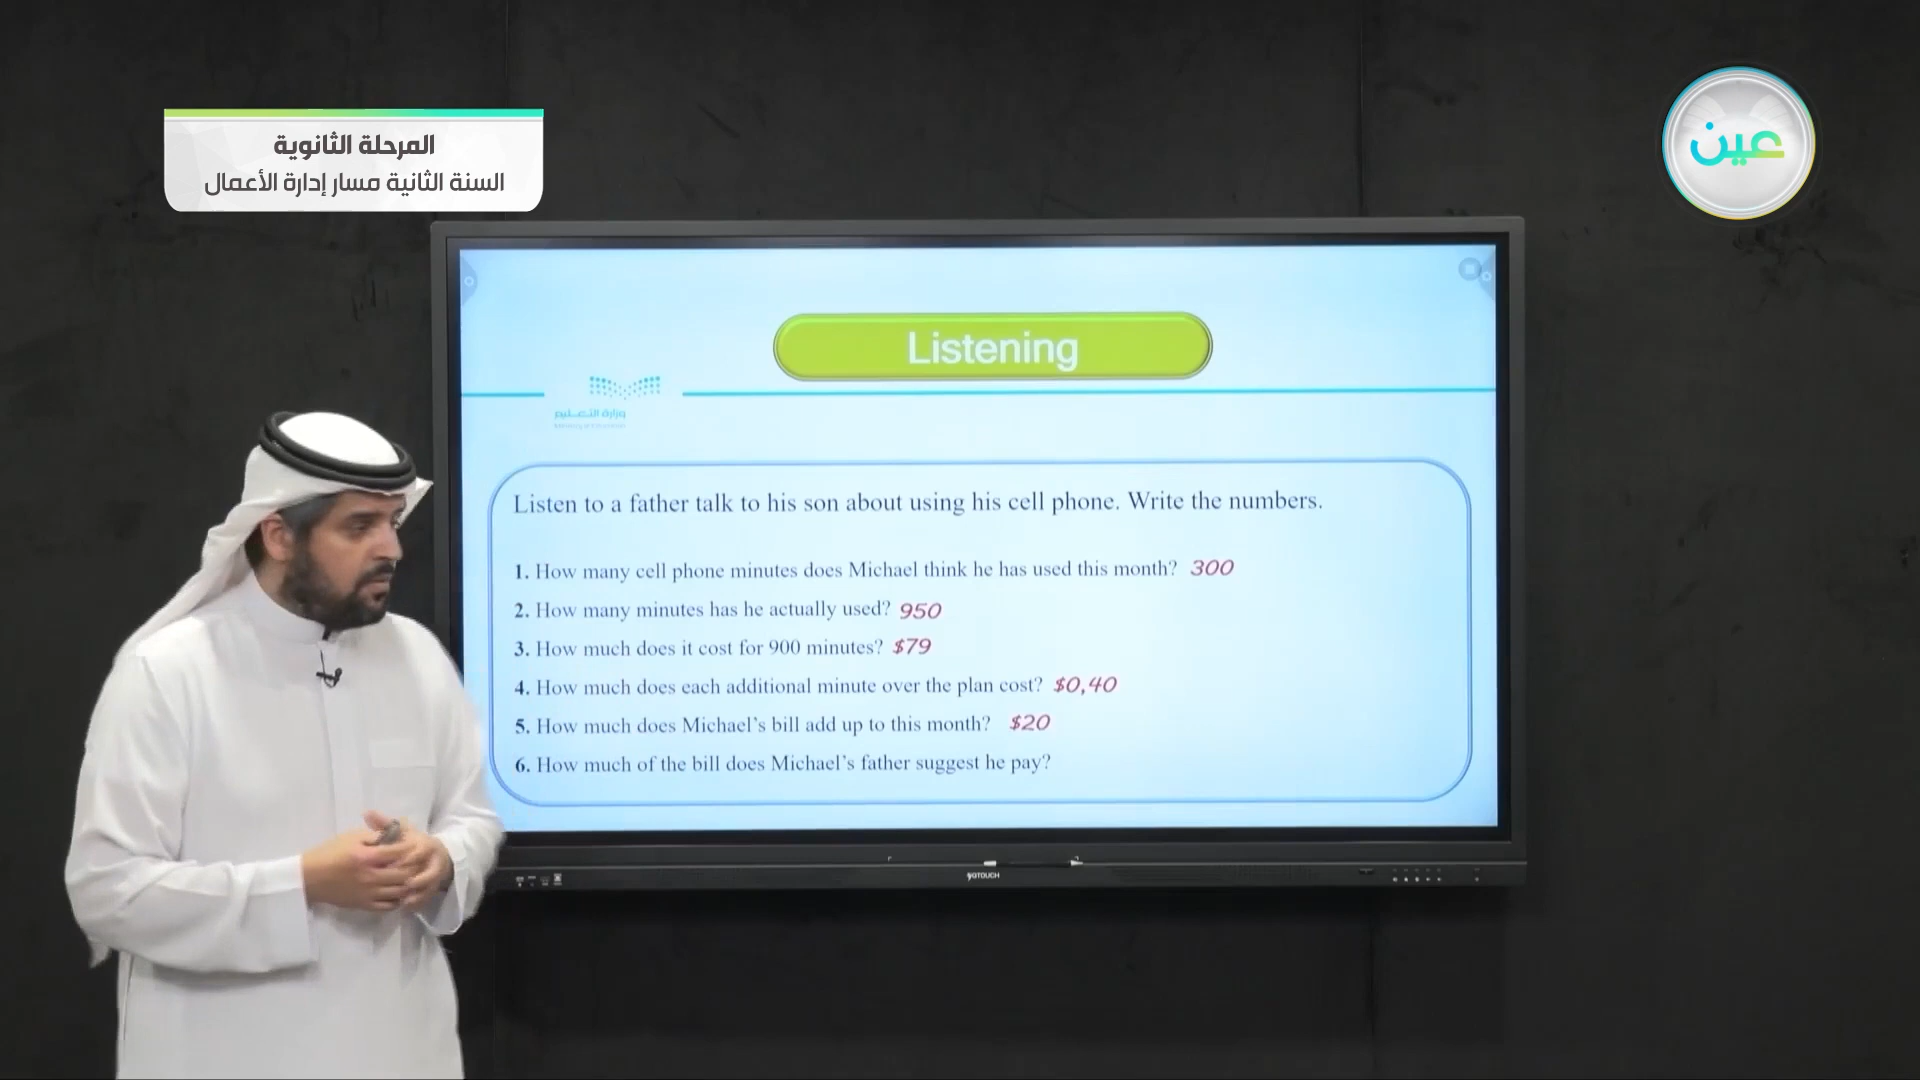 المرحلة الثانوية
السنة الثانية مسار إدارة الأعمال
عين
Listening
وزارة التعليم
Ministry of Education
Listen to a father talk to his son about using his cell phone. Write the numbers.
1. How many cell phone minutes does Michael think he has used this month? 300
2. How many minutes has he actually used? 950
3. How much does it cost for 900 minutes? $79
4. How much does each additional minute over the plan cost? $0,40
5. How much does Michael's bill add up to this month? $20
6. How much of the bill does Michael's father suggest he pay?